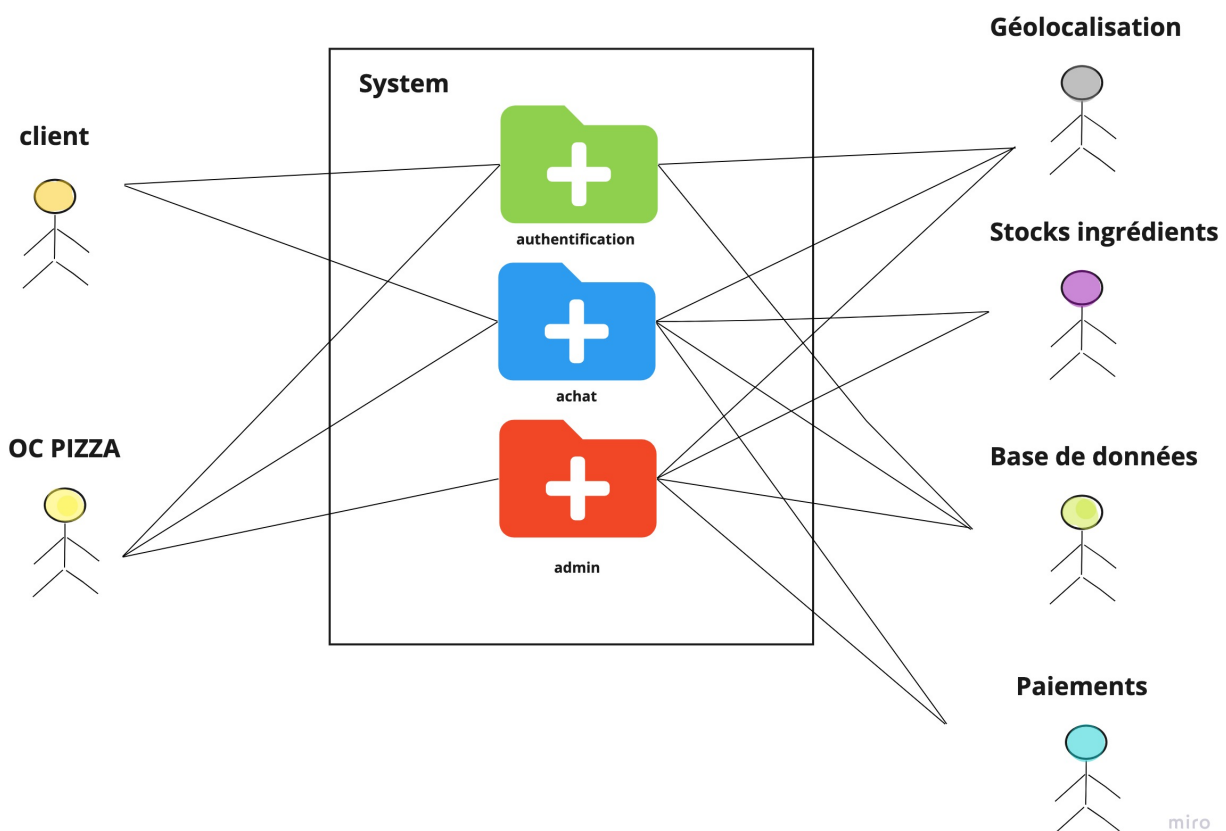 Géolocalisation
System
client
authentification
Stocks ingrédients
achat
OC PIZZA
Base de données
admin
Paiements
miro